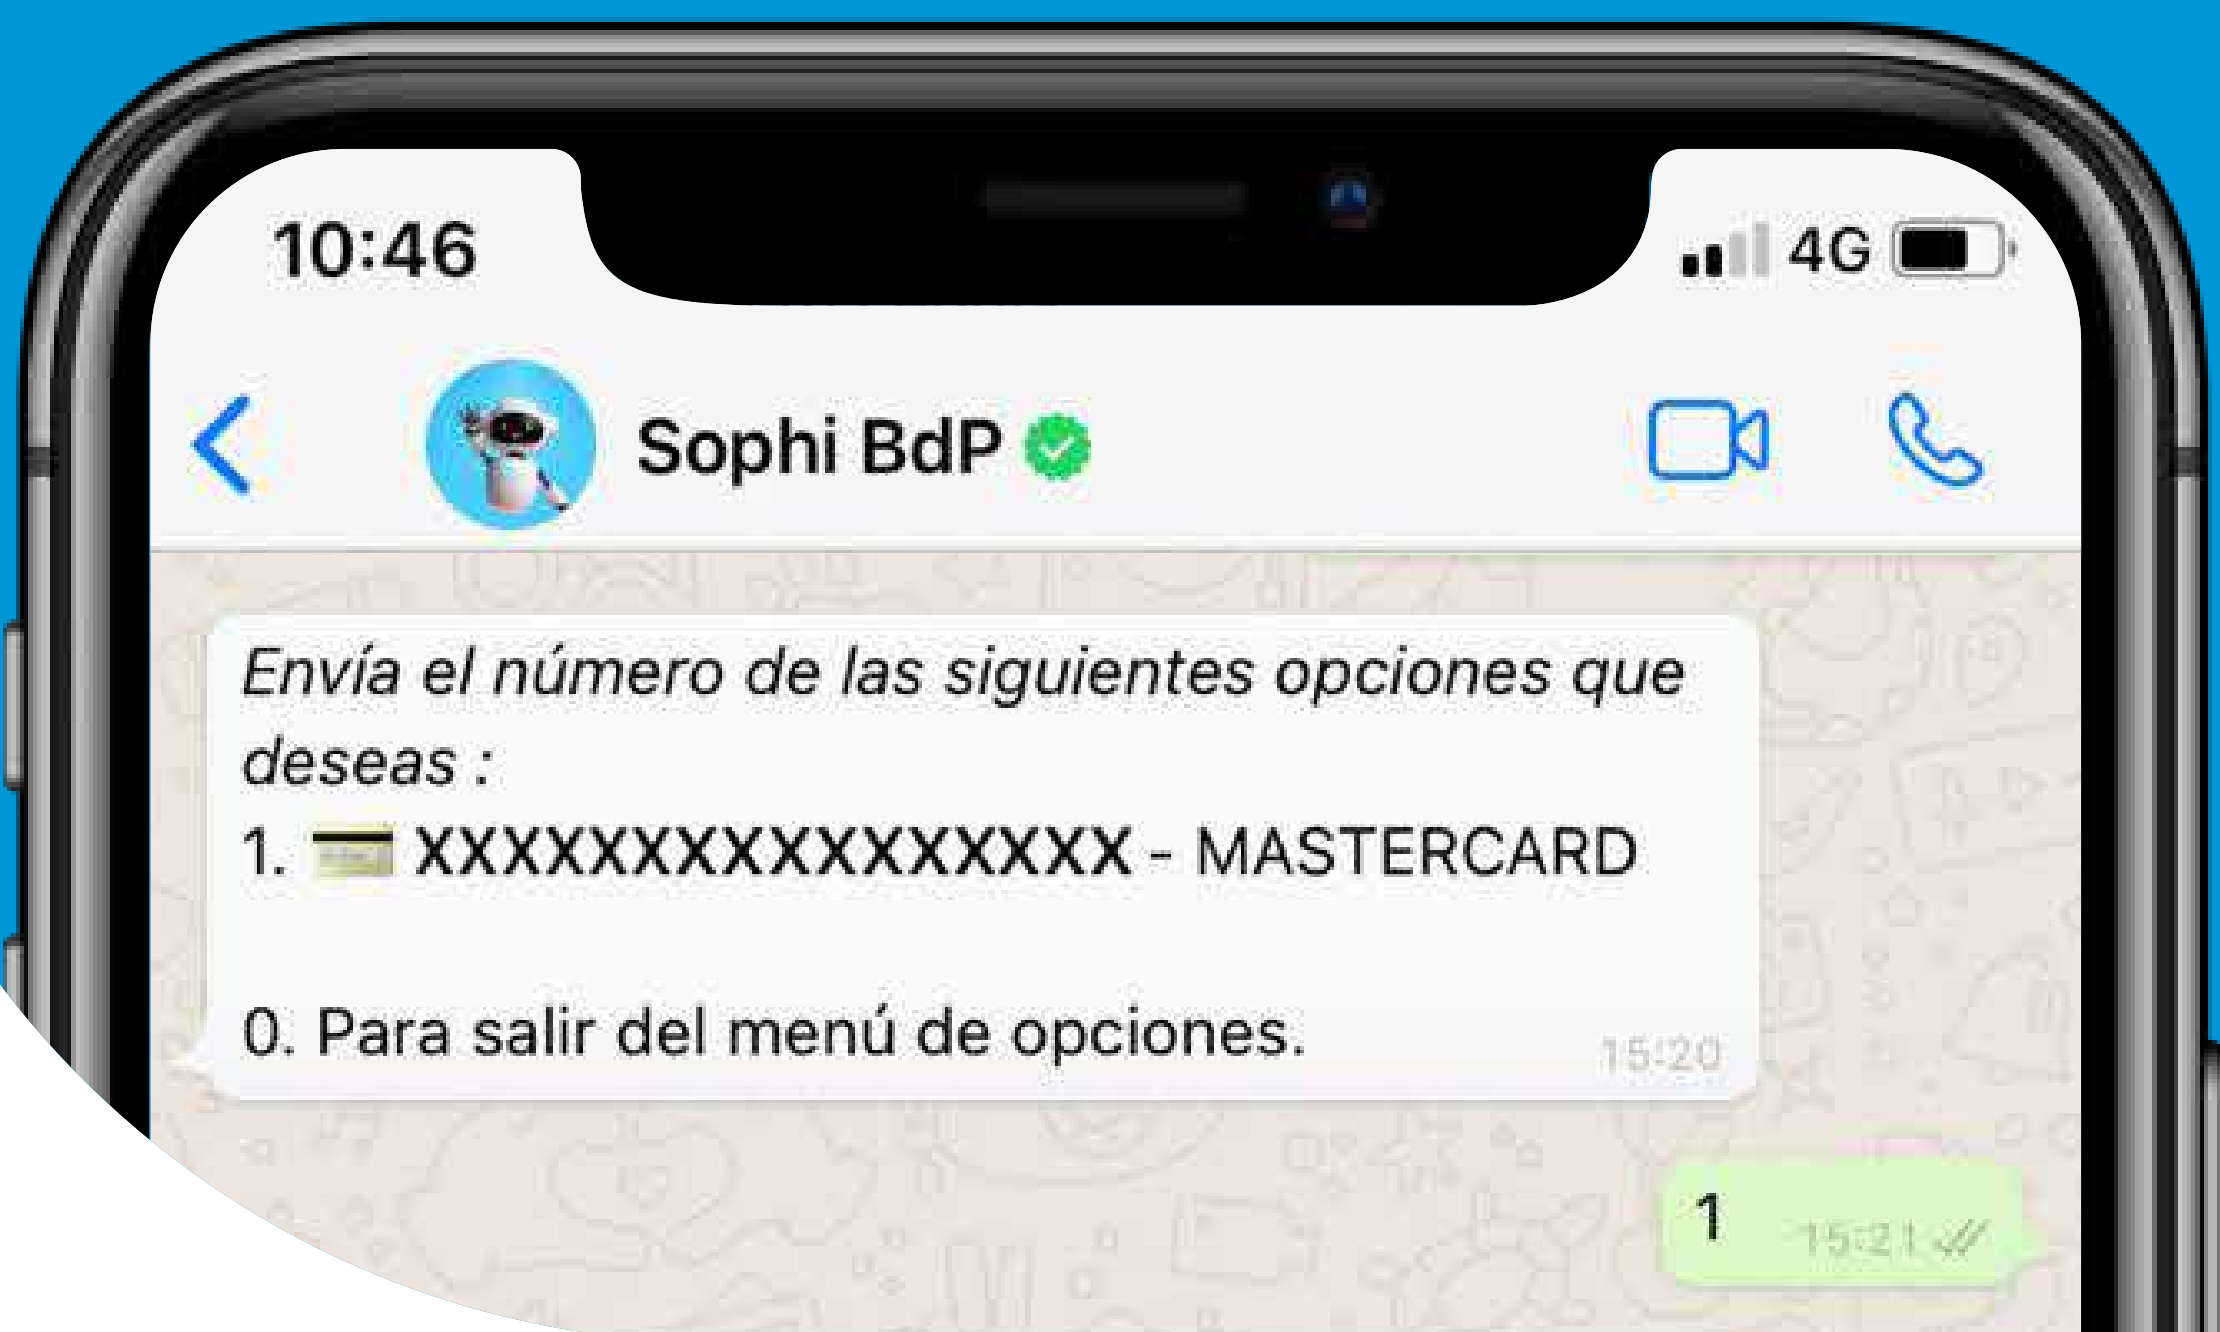 10:46
4G
Sophi BdP
Envía el número de las siguientes opciones que
deseas :
1. XXXXXXXXXXXXXXXX - MASTERCARD
0. Para salir del menú de opciones.
15:20
1
15:21